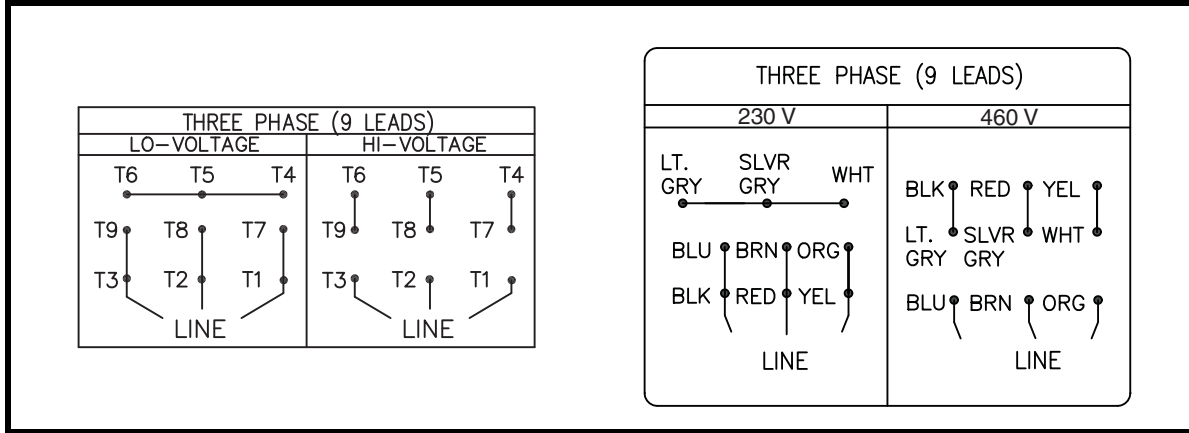 THREE PHASE (9 LEADS)
LO-VOLTAGE HI-VOLTAGE
T6 T5 T4 T6 T5 T4
T9 T8 T7 T9 T8 T7
T3 T2 T1 T3 T2 T1
LINE LINE
THREE PHASE (9 LEADS)
230 V 460 V
LT. SLVR WHT
GRY GRY
BLU BRN ORG
BLK RED YEL
LINE
BLK RED YEL
LT. SLVR WHT
GRY GRY
BLU BRN ORG
LINE